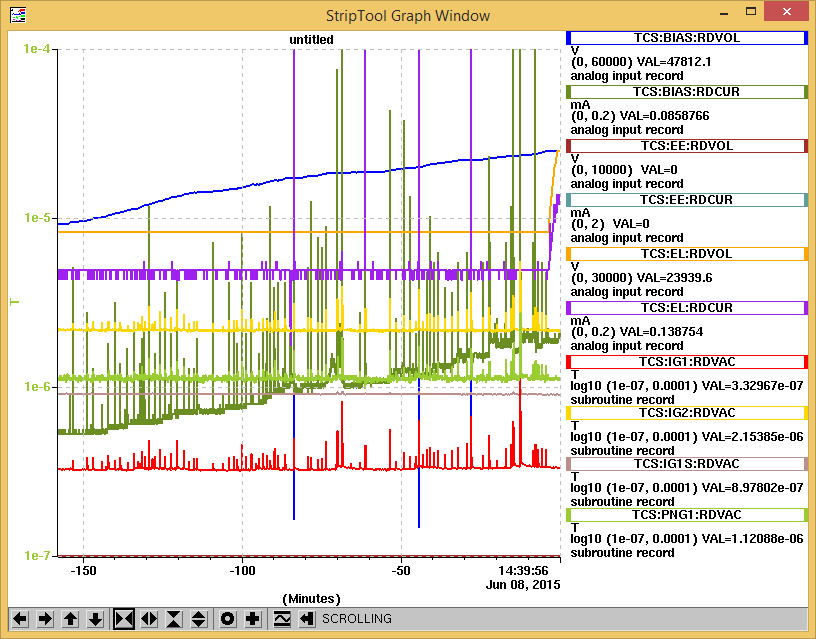 StripTool Graph Window
untitled
1e-4
1e-5
1e-6
1e-7
T
-150
-100
-50
14:39:56
Jun 08, 2015
(Minutes)
TCS:BIAS:RDVOL
V
(0, 60000) VAL=47812.1
analog input record
TCS:BIAS:RDCUR
mA
(0, 0.2) VAL=0.0858766
analog input record
TCS:EE:RDVOL
V
(0, 10000) VAL=0
analog input record
TCS:EE:RDCUR
mA
(0, 2) VAL=0
analog input record
TCS:EL:RDVOL
V
(0, 30000) VAL=23939.6
analog input record
TCS:EL:RDCUR
mA
(0, 0.2) VAL=0.138754
analog input record
TCS:IG1:RDVAC
T
log10 (1e-07, 0.0001) VAL=3.32967e-07
subroutine record
TCS:IG2:RDVAC
T
log10 (1e-07, 0.0001) VAL=2.15385e-06
subroutine record
TCS:IG1S:RDVAC
T
log10 (1e-07, 0.0001) VAL=8.97802e-07
subroutine record
TCS:PNG1:RDVAC
T
log10 (1e-07, 0.0001) VAL=1.12088e-06
subroutine record
SCROLLING